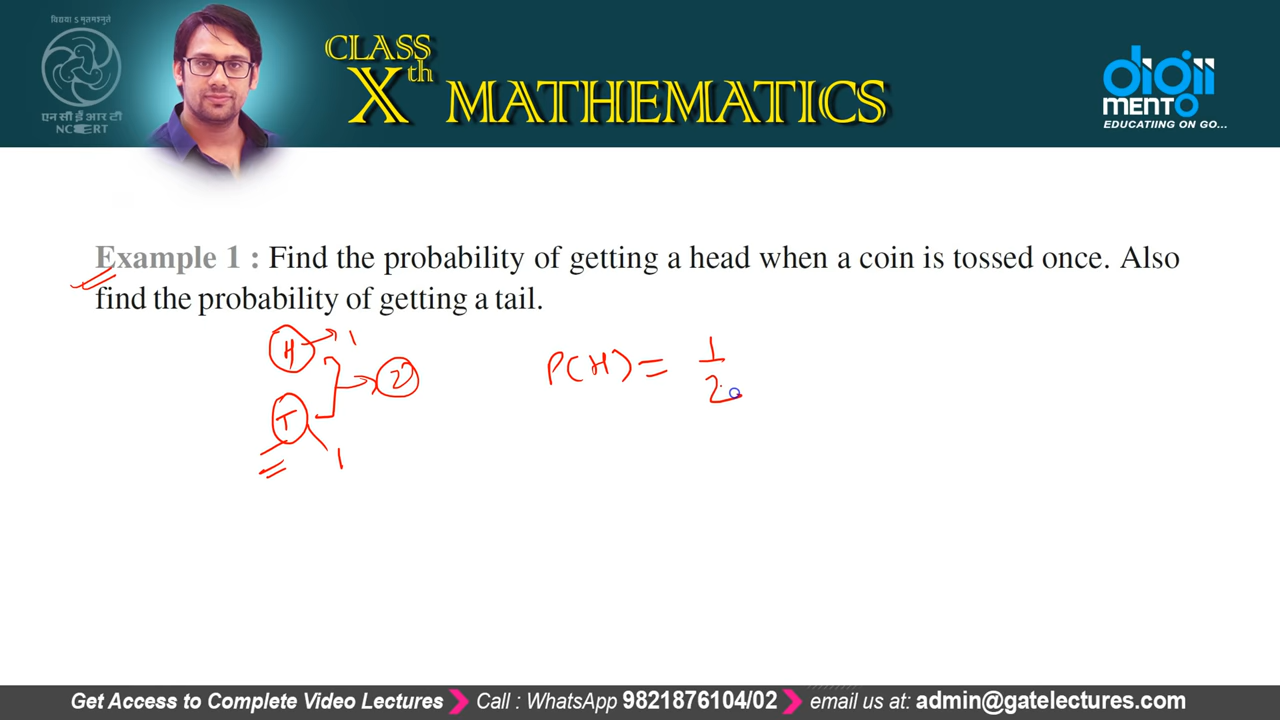 विद्यया ऽ मृतमश्नुते
एन सी ई आर टी
NCERT
CLASS
Xth MATHEMATICS
digii
mento
EDUCATIING ON GO...
Example 1 : Find the probability of getting a head when a coin is tossed once. Also
find the probability of getting a tail.
H → 1
T 1
2
P(H) = 1/2
Get Access to Complete Video Lectures Call : WhatsApp 9821876104/02 email us at: admin@gatelectures.com